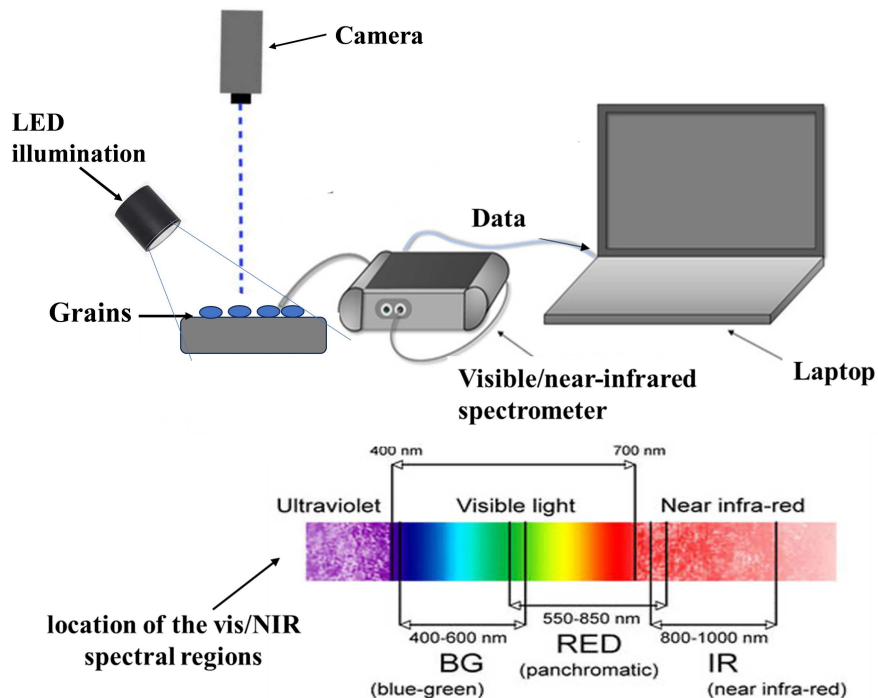 Camera
LED
illumination
Data
Grains
Visible/near-infrared
spectrometer
Laptop
400 nm
700 nm
Ultraviolet
Visible light
Near infra-red
location of the vis/NIR
spectral regions
550-850 nm
400-600 nm
RED
800-1000 nm
BG
(panchromatic)
IR
(blue-green)
(near infra-red)